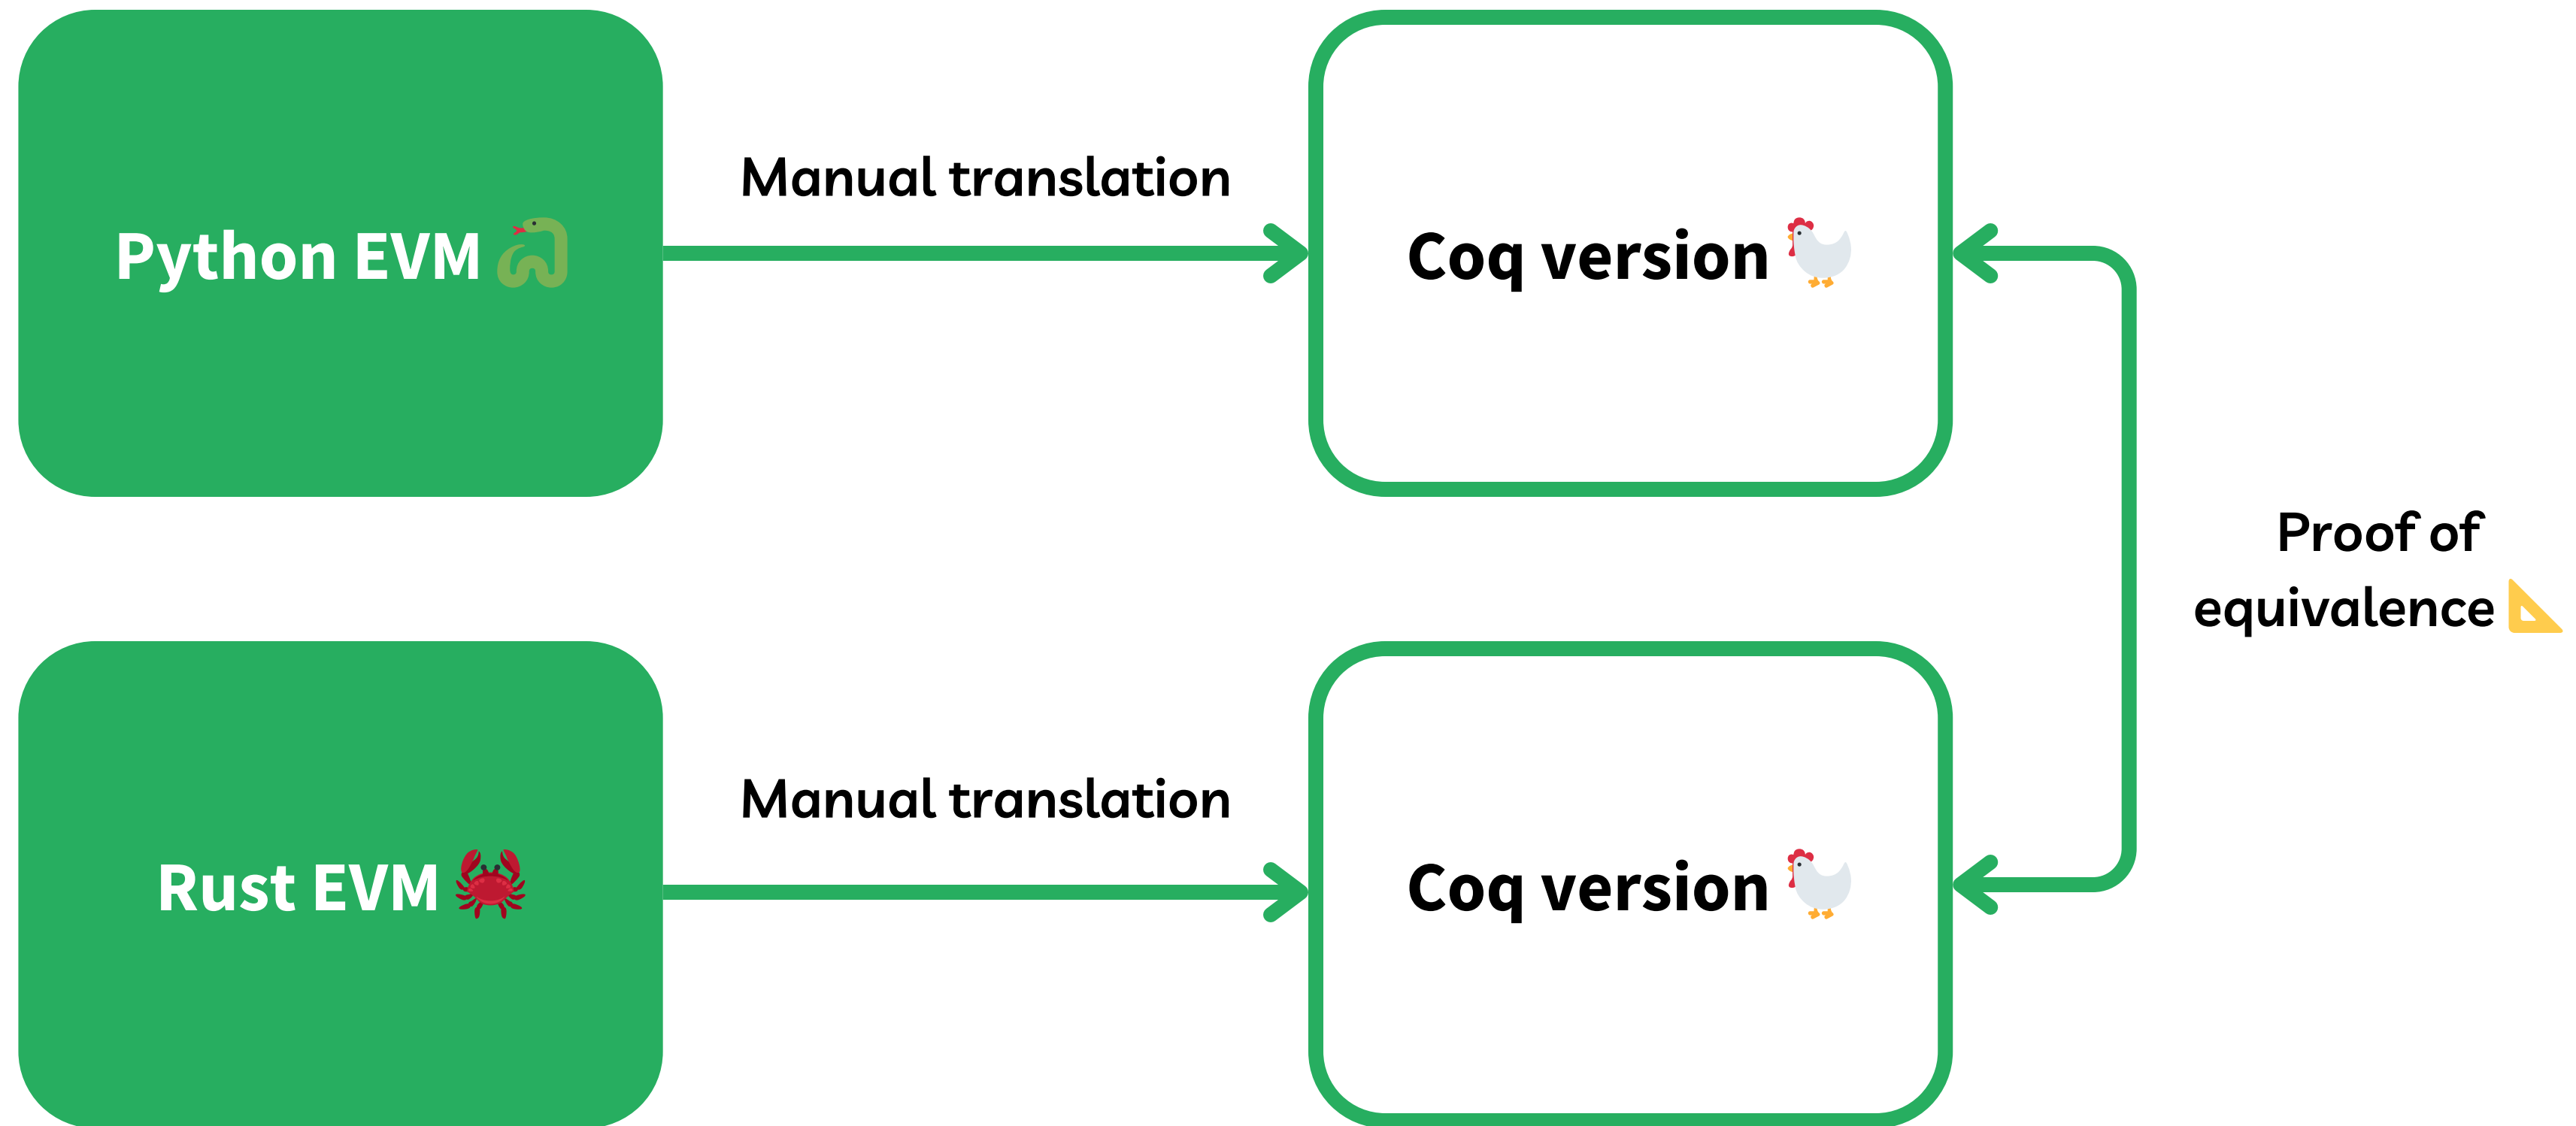 Manual translation
Python EVM 🐍
Coq version 🐔
Proof of
equivalence 📐
Manual translation
Rust EVM 🦀
Coq version 🐔